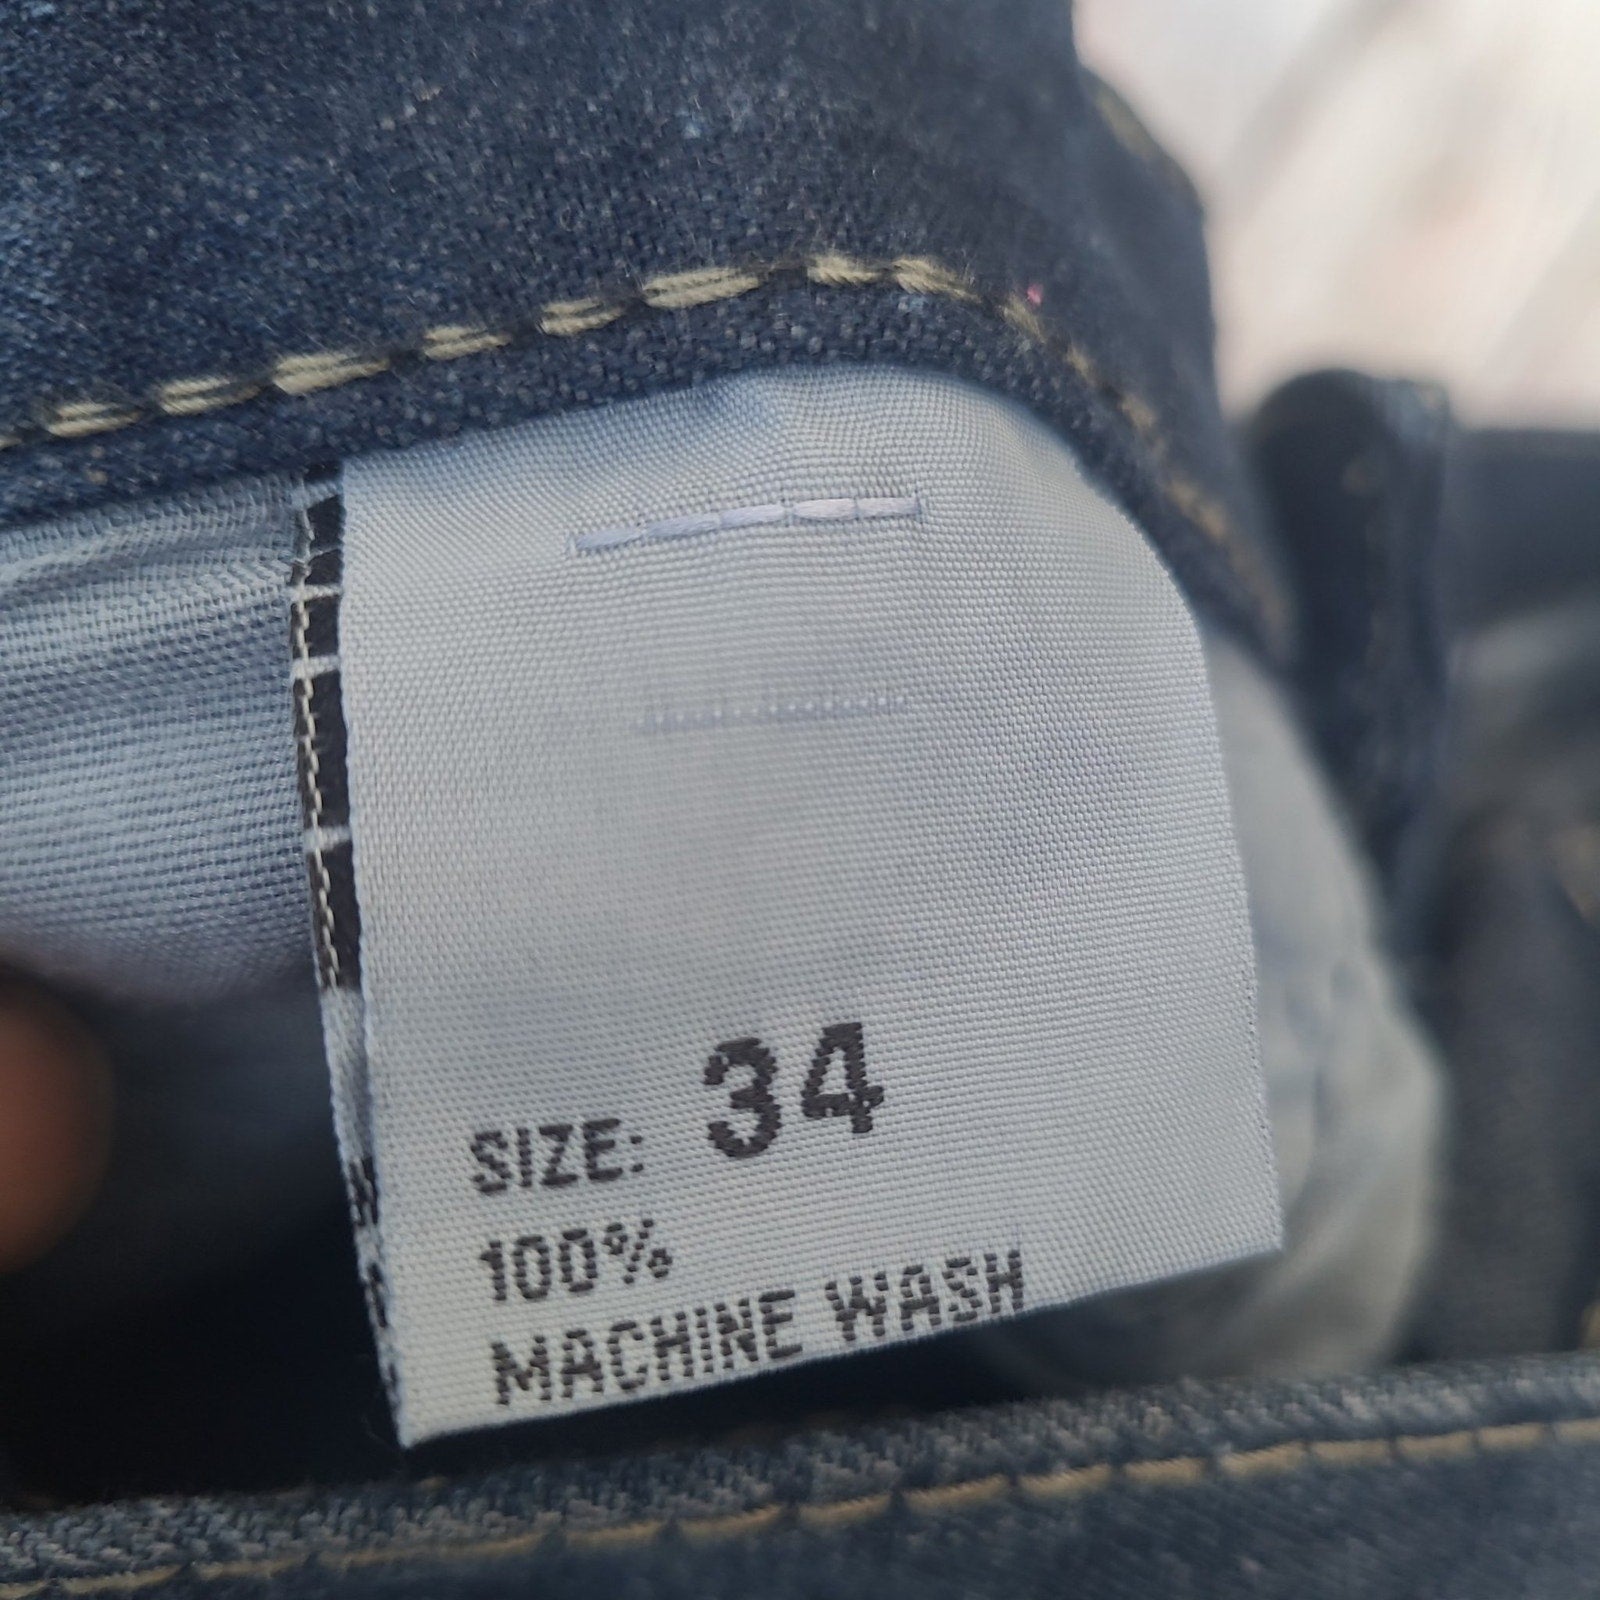 SIZE: 34
100%
MACHINE WASH